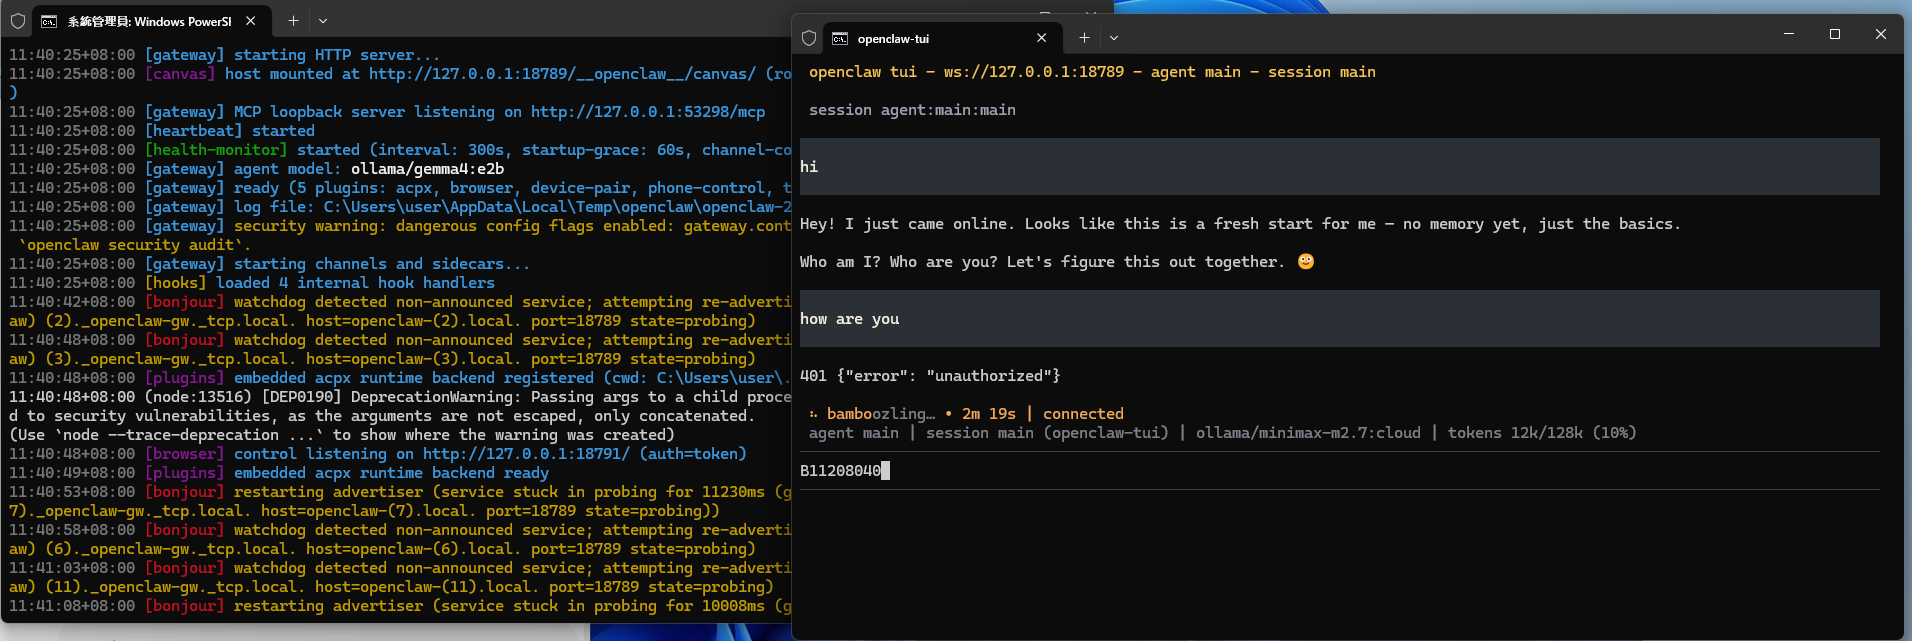 系統管理員: Windows PowerSl
11:40:25+08:00 [gateway] starting HTTP server...
11:40:25+08:00 [canvas] host mounted at http://127.0.0.1:18789/__openclaw__/canvas/ (ro
)
11:40:25+08:00 [gateway] MCP loopback server listening on http://127.0.0.1:53298/mcp
11:40:25+08:00 [heartbeat] started
11:40:25+08:00 [health-monitor] started (interval: 300s, startup-grace: 60s, channel-co
11:40:25+08:00 [gateway] agent model: ollama/gemma4:e2b
11:40:25+08:00 [gateway] ready (5 plugins: acpx, browser, device-pair, phone-control, t
11:40:25+08:00 [gateway] log file: C:\Users\user\AppData\Local\Temp\openclaw\openclaw-2
11:40:25+08:00 [gateway] security warning: dangerous config flags enabled: gateway.cont
`openclaw security audit`.
11:40:25+08:00 [gateway] starting channels and sidecars...
11:40:25+08:00 [hooks] loaded 4 internal hook handlers
11:40:42+08:00 [bonjour] watchdog detected non-announced service; attempting re-adverti
aw) (2)._openclaw-gw._tcp.local. host=openclaw-(2).local. port=18789 state=probing)
11:40:48+08:00 [bonjour] watchdog detected non-announced service; attempting re-adverti
aw) (3)._openclaw-gw._tcp.local. host=openclaw-(3).local. port=18789 state=probing)
11:40:48+08:00 [plugins] embedded acpx runtime backend registered (cwd: C:\Users\user\.
11:40:48+08:00 (node:13516) [DEP0190] DeprecationWarning: Passing args to a child proce
d to security vulnerabilities, as the arguments are not escaped, only concatenated.
(Use `node --trace-deprecation ...` to show where the warning was created)
11:40:48+08:00 [browser] control listening on http://127.0.0.1:18791/ (auth=token)
11:40:49+08:00 [plugins] embedded acpx runtime backend ready
11:40:53+08:00 [bonjour] restarting advertiser (service stuck in probing for 11230ms (g
7)._openclaw-gw._tcp.local. host=openclaw-(7).local. port=18789 state=probing))
11:40:58+08:00 [bonjour] watchdog detected non-announced service; attempting re-adverti
aw) (6)._openclaw-gw._tcp.local. host=openclaw-(6).local. port=18789 state=probing)
11:41:03+08:00 [bonjour] watchdog detected non-announced service; attempting re-adverti
aw) (11)._openclaw-gw._tcp.local. host=openclaw-(11).local. port=18789 state=probing)
11:41:08+08:00 [bonjour] restarting advertiser (service stuck in probing for 10008ms (g
openclaw-tui
openclaw tui - ws://127.0.0.1:18789 - agent main - session main
session agent:main:main
hi
Hey! I just came online. Looks like this is a fresh start for me — no memory yet, just the basics.
Who am I? Who are you? Let's figure this out together. 🙂
how are you
401 {"error": "unauthorized"}
bamboozling… • 2m 19s | connected
agent main | session main (openclaw-tui) | ollama/minimax-m2.7:cloud | tokens 12k/128k (10%)
B11208040